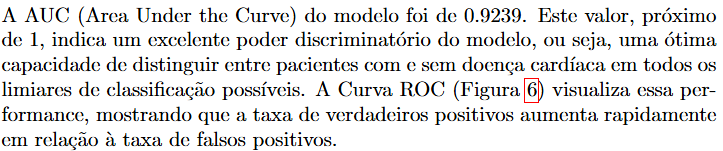 A AUC (Area Under the Curve) do modelo foi de 0.9239. Este valor, próximo
de 1, indica um excelente poder discriminatório do modelo, ou seja, uma ótima
capacidade de distinguir entre pacientes com e sem doença cardíaca em todos os
limiares de classificação possíveis. A Curva ROC (Figura 6) visualiza essa per-
formance, mostrando que a taxa de verdadeiros positivos aumenta rapidamente
em relação à taxa de falsos positivos.